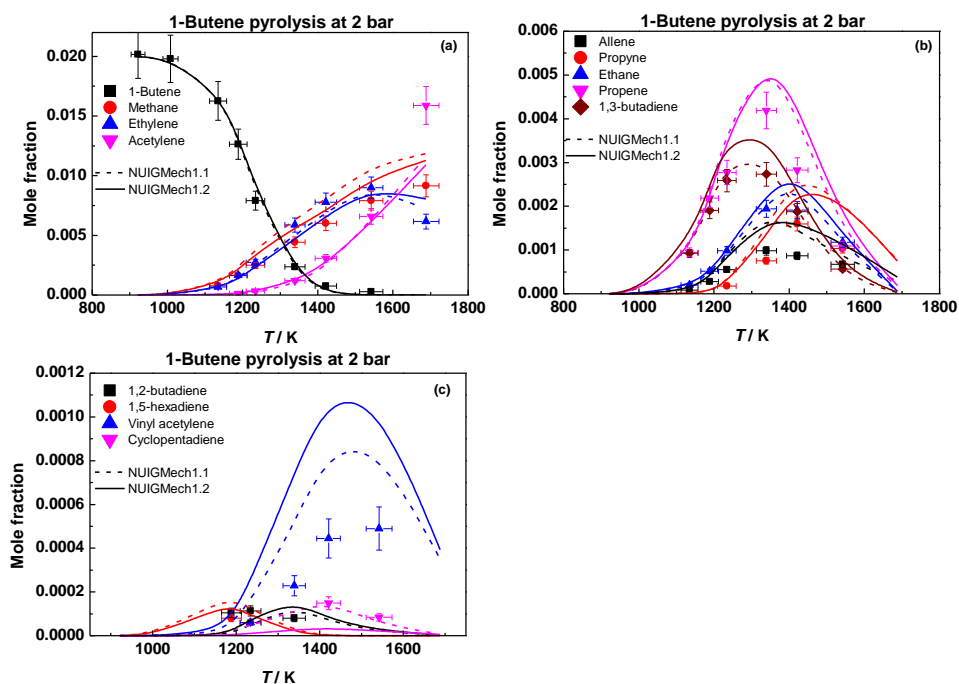 1-Butene pyrolysis at 2 bar
(a)
0.020
0.015
0.010
0.005
0.000
Mole fraction
1-Butene
Methane
Ethylene
Acetylene
NUIGMech1.1
NUIGMech1.2
800 1000 1200 1400 1600 1800
T / K
1-Butene pyrolysis at 2 bar
(b)
0.006
0.005
0.004
0.003
0.002
0.001
0.000
Mole fraction
Allene
Propyne
Ethane
Propene
1,3-butadiene
NUIGMech1.1
NUIGMech1.2
800 1000 1200 1400 1600 1800
T / K
1-Butene pyrolysis at 2 bar
(c)
0.0012
0.0010
0.0008
0.0006
0.0004
0.0002
0.0000
Mole fraction
1,2-butadiene
1,5-hexadiene
Vinyl acetylene
Cyclopentadiene
NUIGMech1.1
NUIGMech1.2
1000 1200 1400 1600
T / K